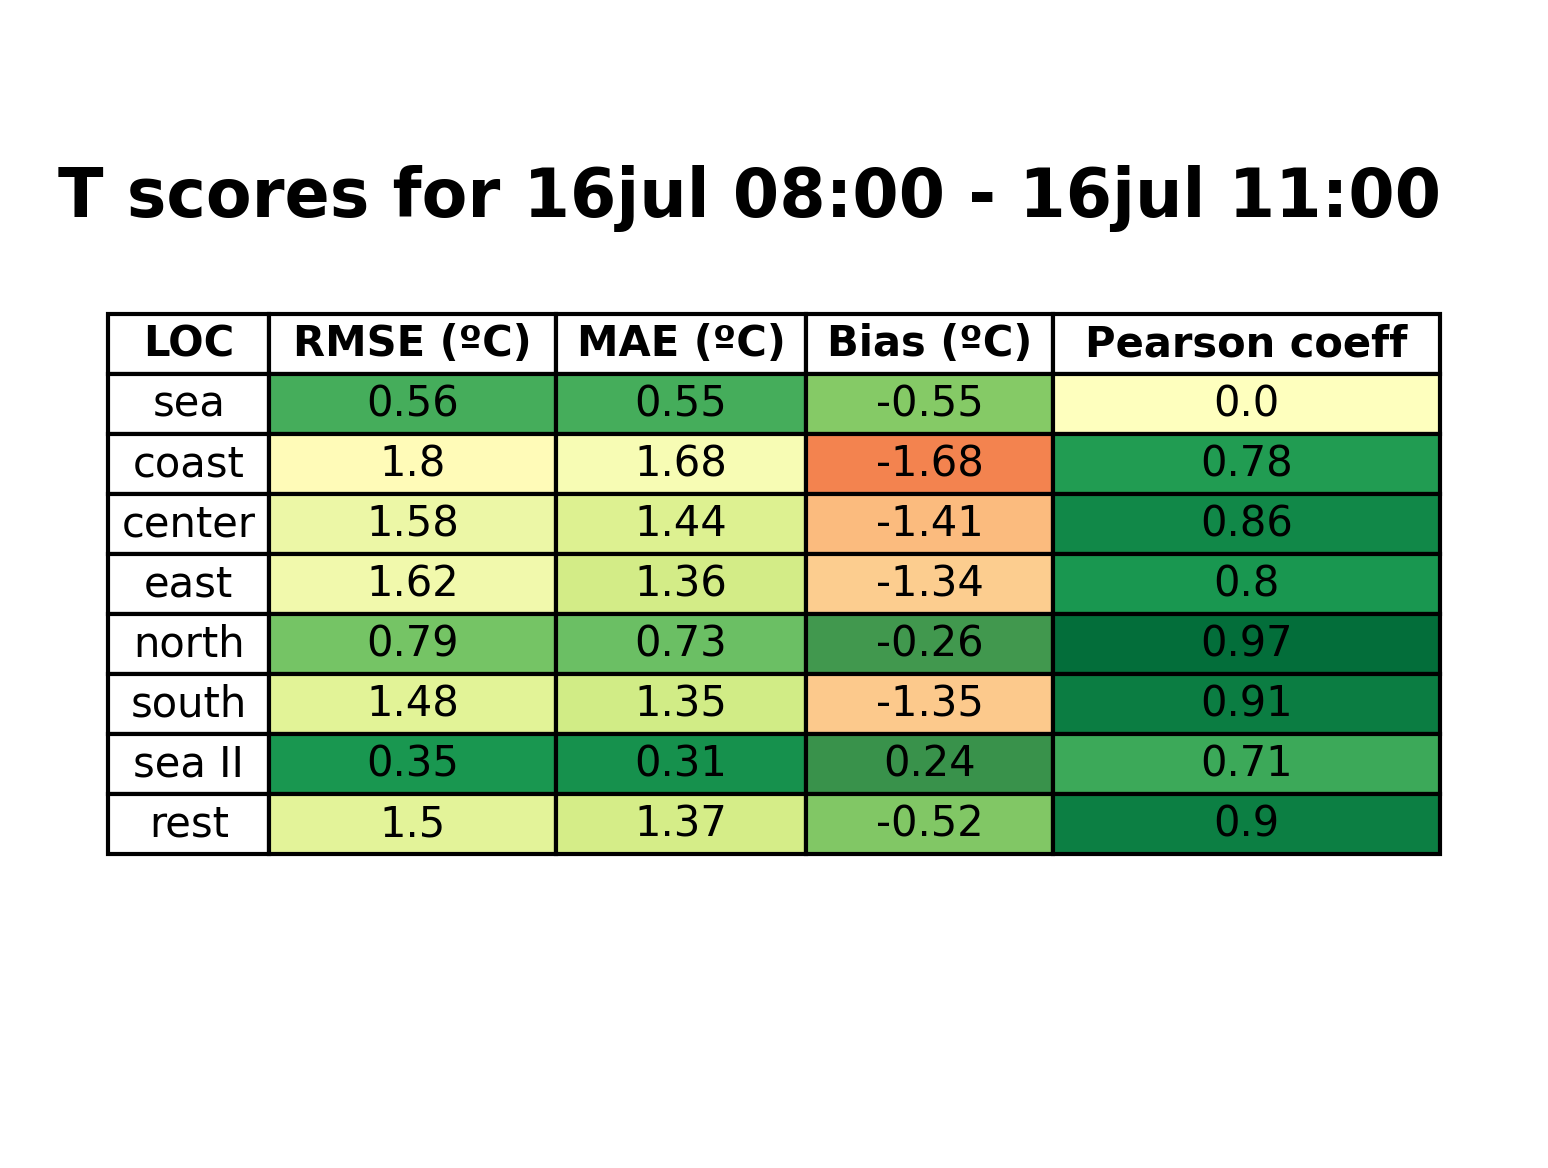 T scores for 16jul 08:00 - 16jul 11:00
LOC RMSE (ºC) MAE (ºC) Bias (ºC) Pearson coeff
sea 0.56 0.55 -0.55 0.0
coast 1.8 1.68 -1.68 0.78
center 1.58 1.44 -1.41 0.86
east 1.62 1.36 -1.34 0.8
north 0.79 0.73 -0.26 0.97
south 1.48 1.35 -1.35 0.91
sea II 0.35 0.31 0.24 0.71
rest 1.5 1.37 -0.52 0.9